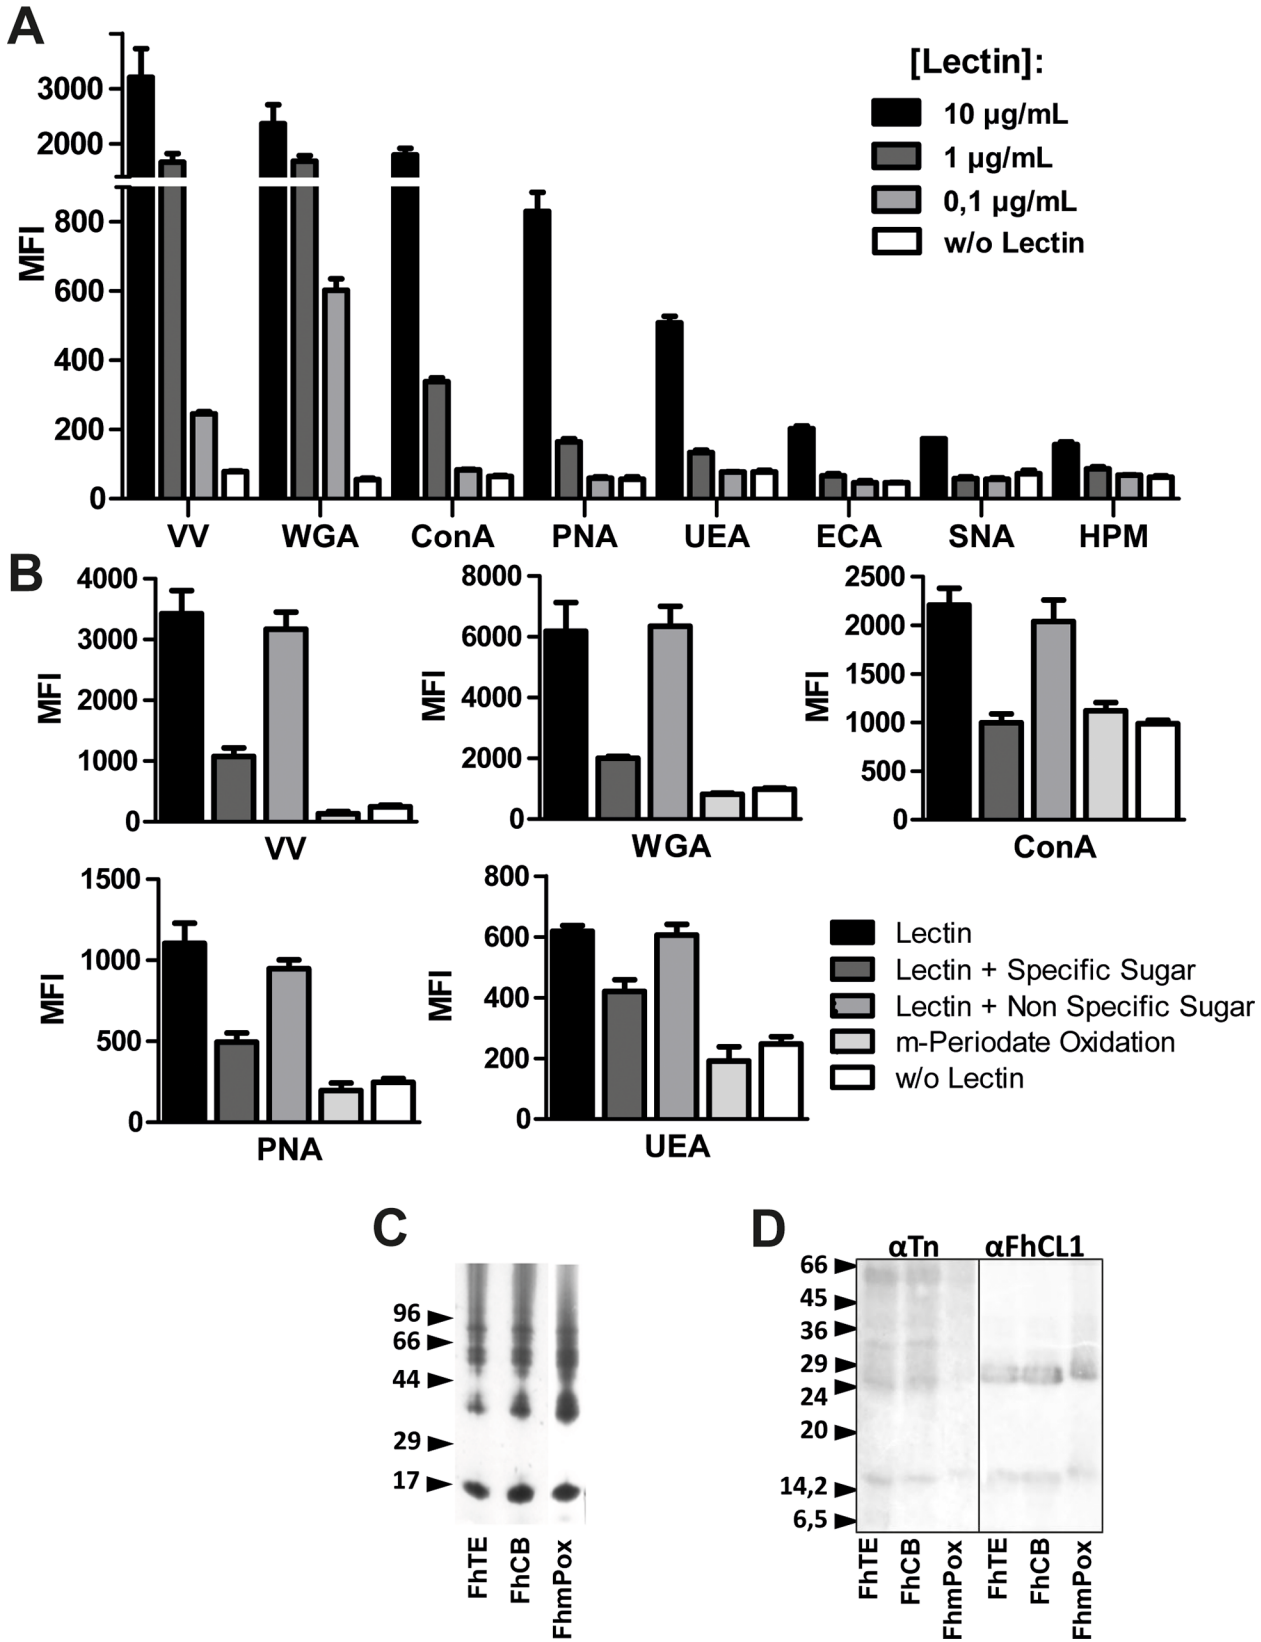 A
[Lectin]:
10 µg/mL
1 µg/mL
0,1 µg/mL
w/o Lectin
MFI
3000
2000
800
600
400
200
0
VV WGA ConA PNA UEA ECA SNA HPM
B
MFI
4000
3000
2000
1000
0
VV
MFI
8000
6000
4000
2000
0
WGA
MFI
2500
2000
1500
1000
500
0
ConA
MFI
1500
1000
500
0
PNA
MFI
800
600
400
200
0
UEA
Lectin
Lectin + Specific Sugar
Lectin + Non Specific Sugar
m-Periodate Oxidation
w/o Lectin
C
96
66
44
29
17
FhTE
FhCB
FhmPox
D
αTn αFhCL1
66
45
36
29
24
20
14,2
6,5
FhTE
FhCB
FhmPox
FhTE
FhCB
FhmPox